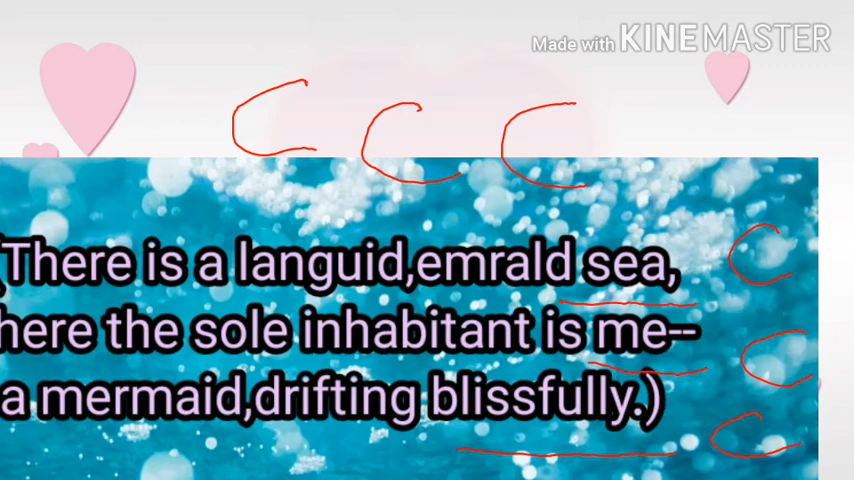 Made with KINEMASTER
C C C
(There is a languid,emrald sea, C
here the sole inhabitant is me-- C
a mermaid,drifting blissfully.) C